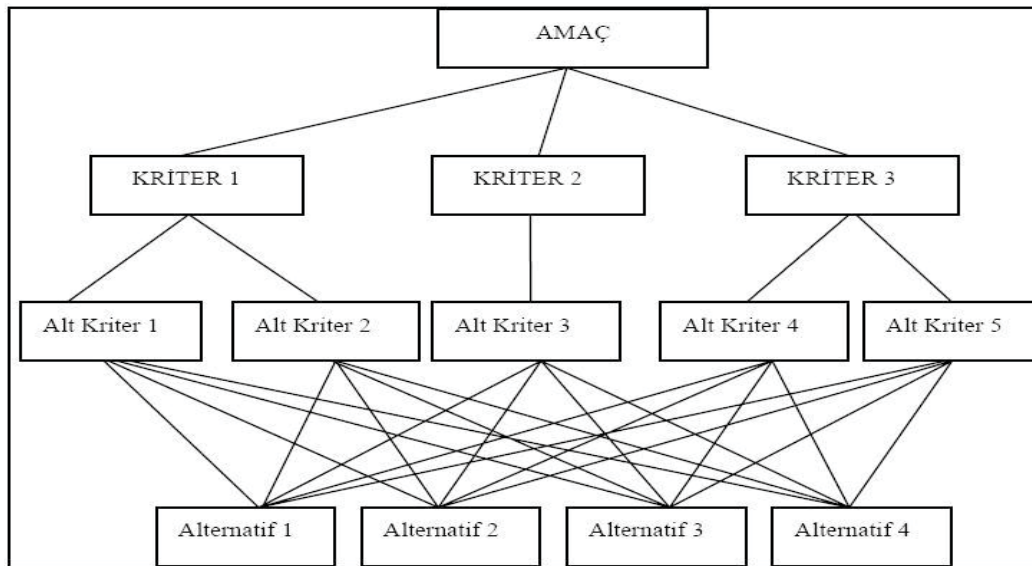 AMAÇ
KRİTER 1
KRİTER 2
KRİTER 3
Alt Kriter 1
Alt Kriter 2
Alt Kriter 3
Alt Kriter 4
Alt Kriter 5
Alternatif 1
Alternatif 2
Alternatif 3
Alternatif 4